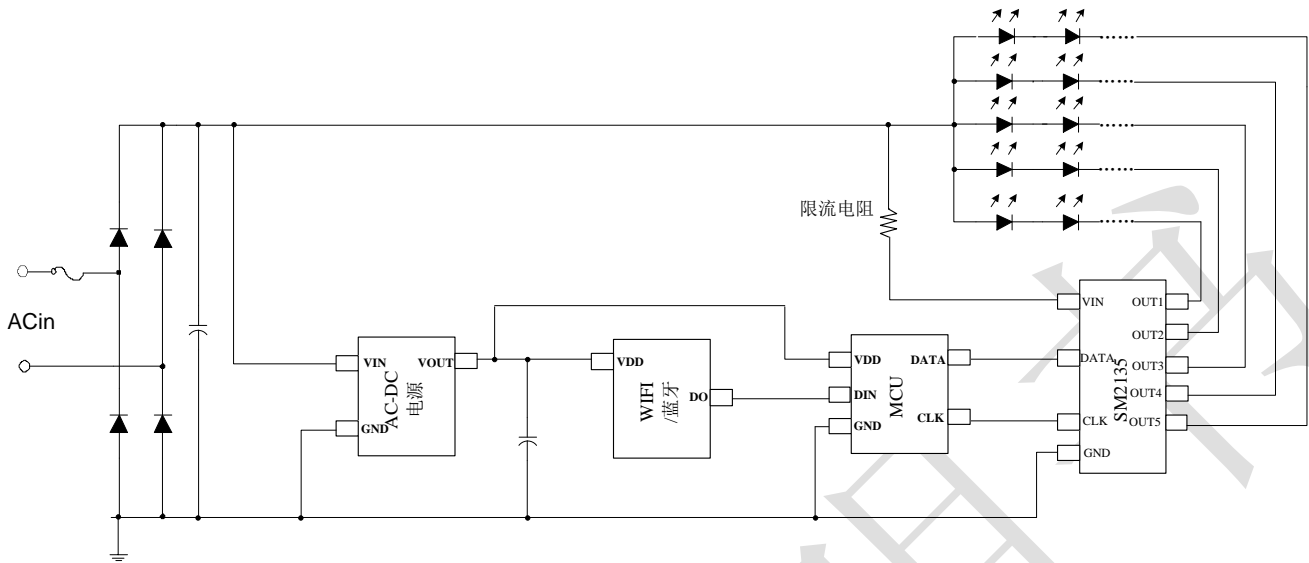 限流电阻
ACin
VIN
VOUT
GND
AC-DC
电源
VDD
DO
WIFI
/蓝牙
VDD
DIN
GND
DATA
CLK
MCU
VIN
DATA
CLK
GND
OUT1
OUT2
OUT3
OUT4
OUT5
SM2135